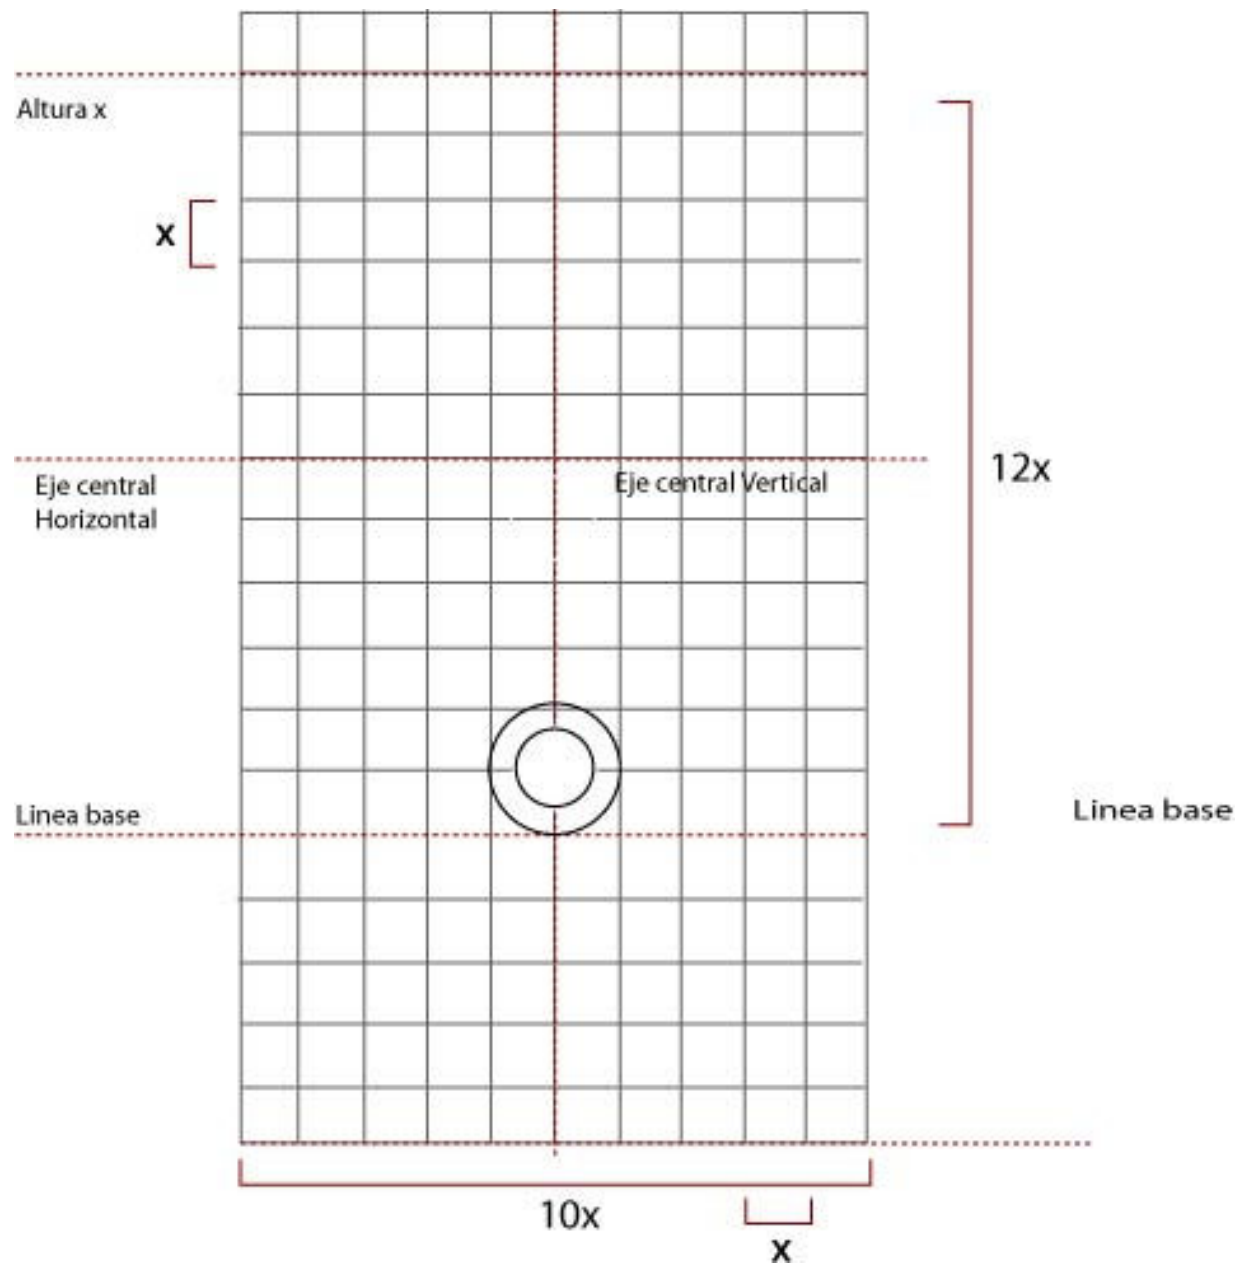 Altura x
x
Eje central
Horizontal
Eje central Vertical
12x
Linea base
Linea base
10x
x